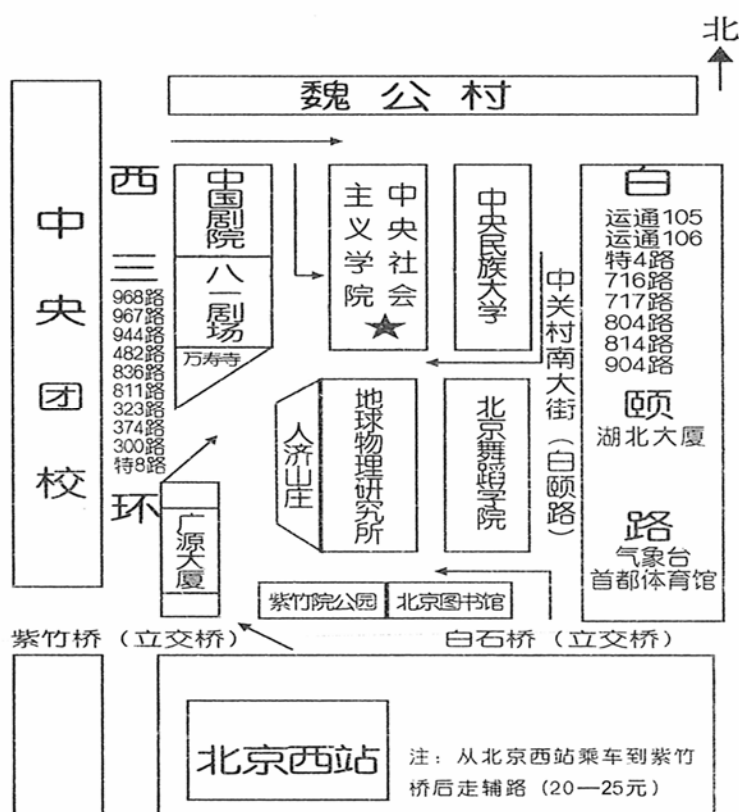 北
魏公村
中央团校
西三环
968路
967路
944路
482路
836路
811路
323路
374路
300路
特8路
中国剧院
八一剧场
万寿寺
中央社会
主义学院
中央民族大学
中关村南大街（白颐路）
白颐路
运通105
运通106
特4路
716路
717路
804路
814路
904路
湖北大厦
气象台
首都体育馆
人济山庄
地球物理研究所
北京舞蹈学院
广源大厦
紫竹院公园
北京图书馆
紫竹桥（立交桥）
白石桥（立交桥）
北京西站
注：从北京西站乘车到紫竹
桥后走辅路（20—25元）